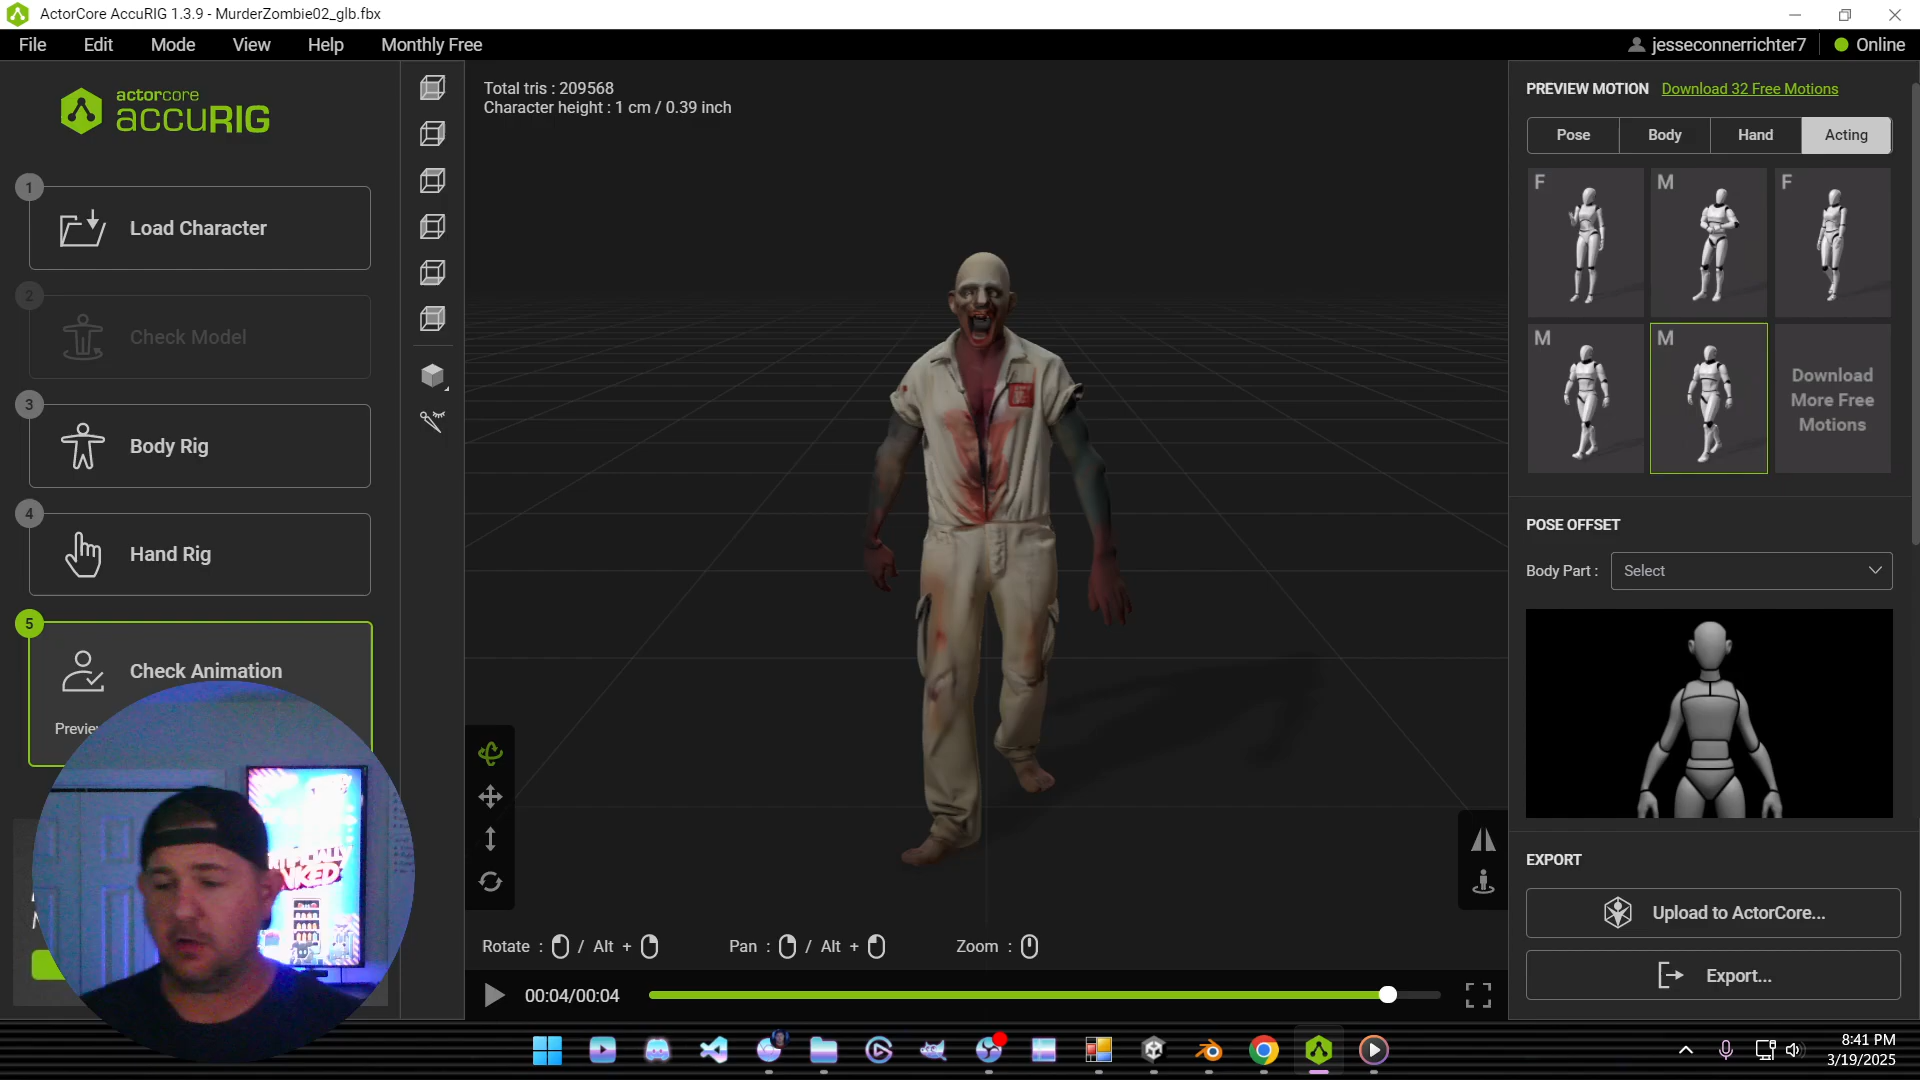 ActorCore AccuRIG 1.3.9 - MurderZombie02_glb.fbx
File Edit Mode View Help Monthly Free
jesseconnerrichter7 Online
actorcore
accuRIG
1
Load Character
2
Check Model
3
Body Rig
4
Hand Rig
5
Check Animation
Total tris : 209568
Character height : 1 cm / 0.39 inch
Rotate : / Alt + Pan : / Alt + Zoom :
00:04/00:04
PREVIEW MOTION Download 32 Free Motions
Pose Body Hand Acting
F M F
M M
Download
More Free
Motions
POSE OFFSET
Body Part : Select
EXPORT
Upload to ActorCore...
Export...
8:41 PM
3/19/2025